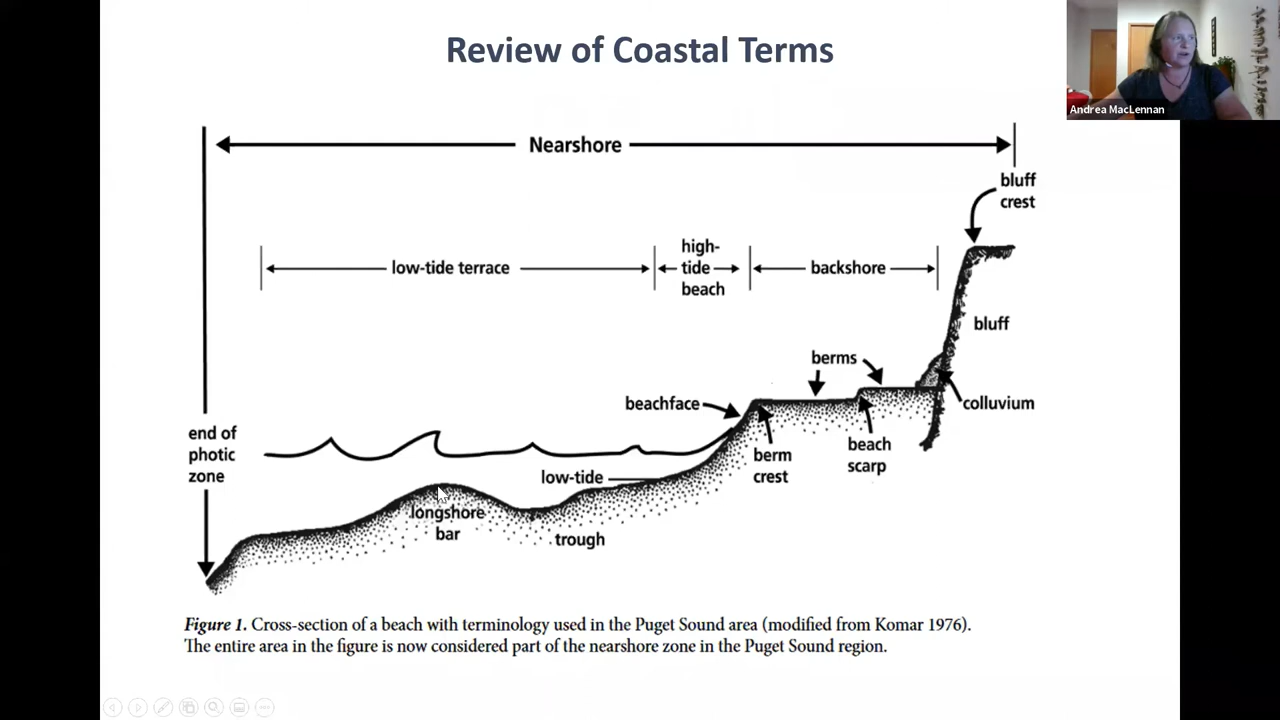 Review of Coastal Terms
Andrea MacLennan
Nearshore
bluff
crest
low-tide terrace
high-
tide
beach
backshore
bluff
berms
beachface
colluvium
end of
photic
zone
beach
scarp
berm
crest
low-tide
longshore
bar
trough
Figure 1. Cross-section of a beach with terminology used in the Puget Sound area (modified from Komar 1976).
The entire area in the figure is now considered part of the nearshore zone in the Puget Sound region.